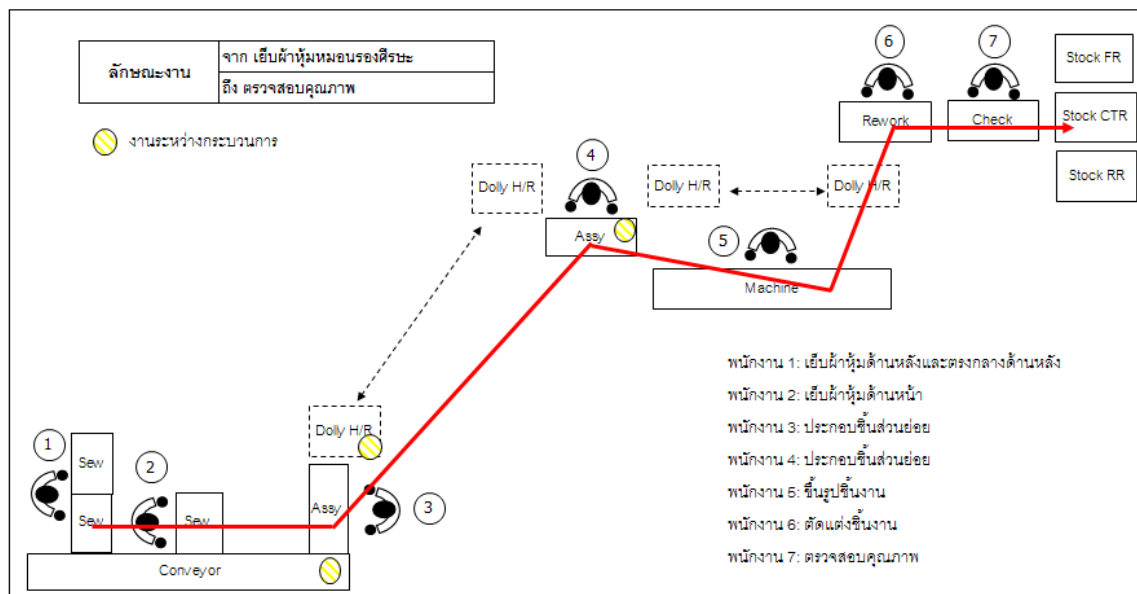 ลักษณะงาน
จาก เย็บผ้าหุ้มหมอนรองศีรษะ
ถึง ตรวจสอบคุณภาพ
งานระหว่างกระบวนการ
6
7
Stock FR
Rework
Check
Stock CTR
Stock RR
4
Dolly H/R
Dolly H/R
Dolly H/R
Assy
5
Machine
พนักงาน 1: เย็บผ้าหุ้มด้านหลังและตรงกลางด้านหลัง
พนักงาน 2: เย็บผ้าหุ้มด้านหน้า
พนักงาน 3: ประกอบชิ้นส่วนย่อย
พนักงาน 4: ประกอบชิ้นส่วนย่อย
พนักงาน 5: ขึ้นรูปชิ้นงาน
พนักงาน 6: ตัดแต่งชิ้นงาน
พนักงาน 7: ตรวจสอบคุณภาพ
Dolly H/R
1
Sew
2
Sew
Sew
Assy
3
Conveyor